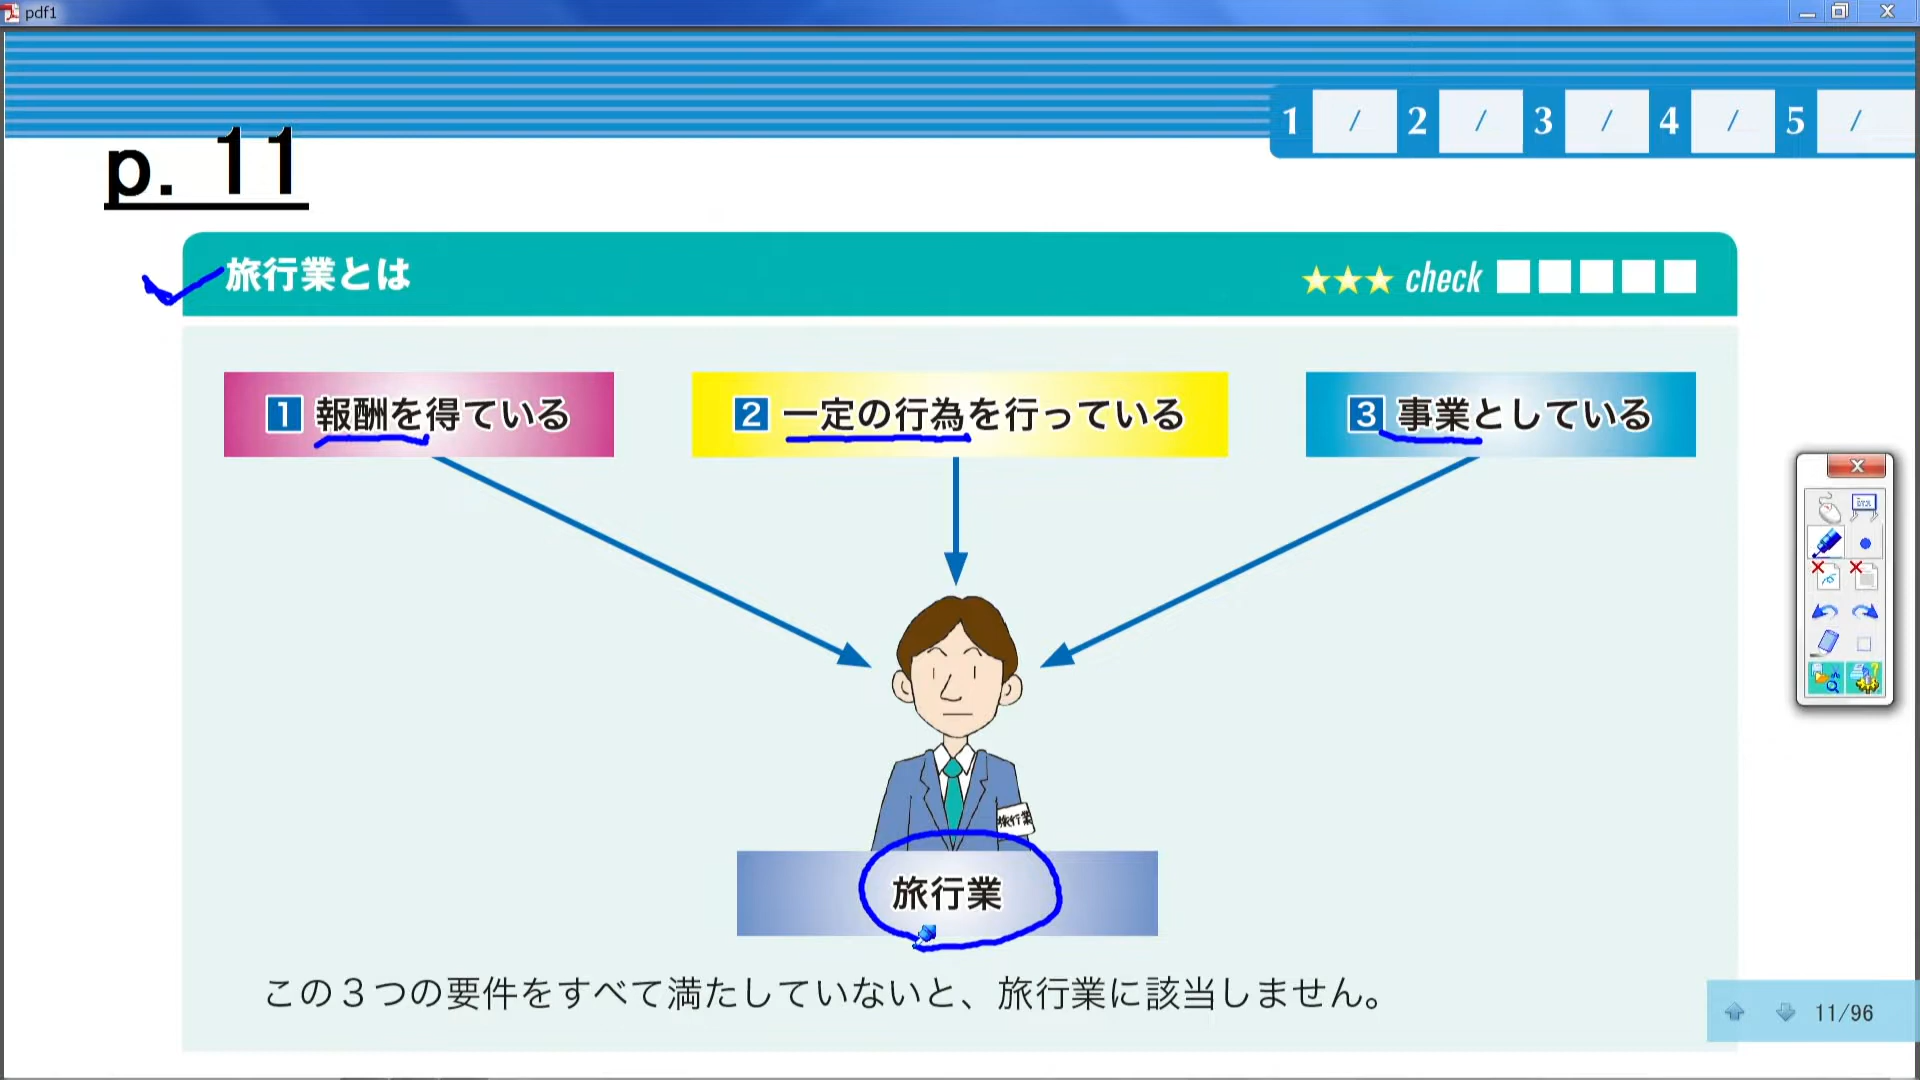 pdf1
1 / 2 / 3 / 4 / 5 /
p. 11
旅行業とは
★★★ check
1 報酬を得ている
2 一定の行為を行っている
3 事業としている
旅行業
旅行業
この３つの要件をすべて満たしていないと、旅行業に該当しません。
11/96